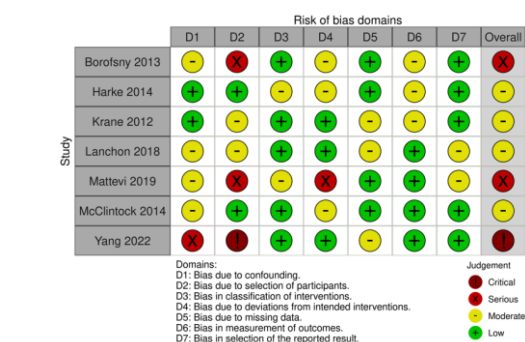 Risk of bias domains
D1 D2 D3 D4 D5 D6 D7 Overall
Study
Borofsny 2013 - X + - + - + X
Harke 2014 + + - - + - + -
Krane 2012 + - + + - - + -
Lanchon 2018 - - + + - + - -
Mattevi 2019 - X - X + + - X
McClintock 2014 - + + - + + + -
Yang 2022 X ! + + - + + !
Domains:
D1: Bias due to confounding.
D2: Bias due to selection of participants.
D3: Bias in classification of interventions.
D4: Bias due to deviations from intended interventions.
D5: Bias due to missing data.
D6: Bias in measurement of outcomes.
D7: Bias in selection of the reported result.
Judgement
! Critical
X Serious
- Moderate
+ Low